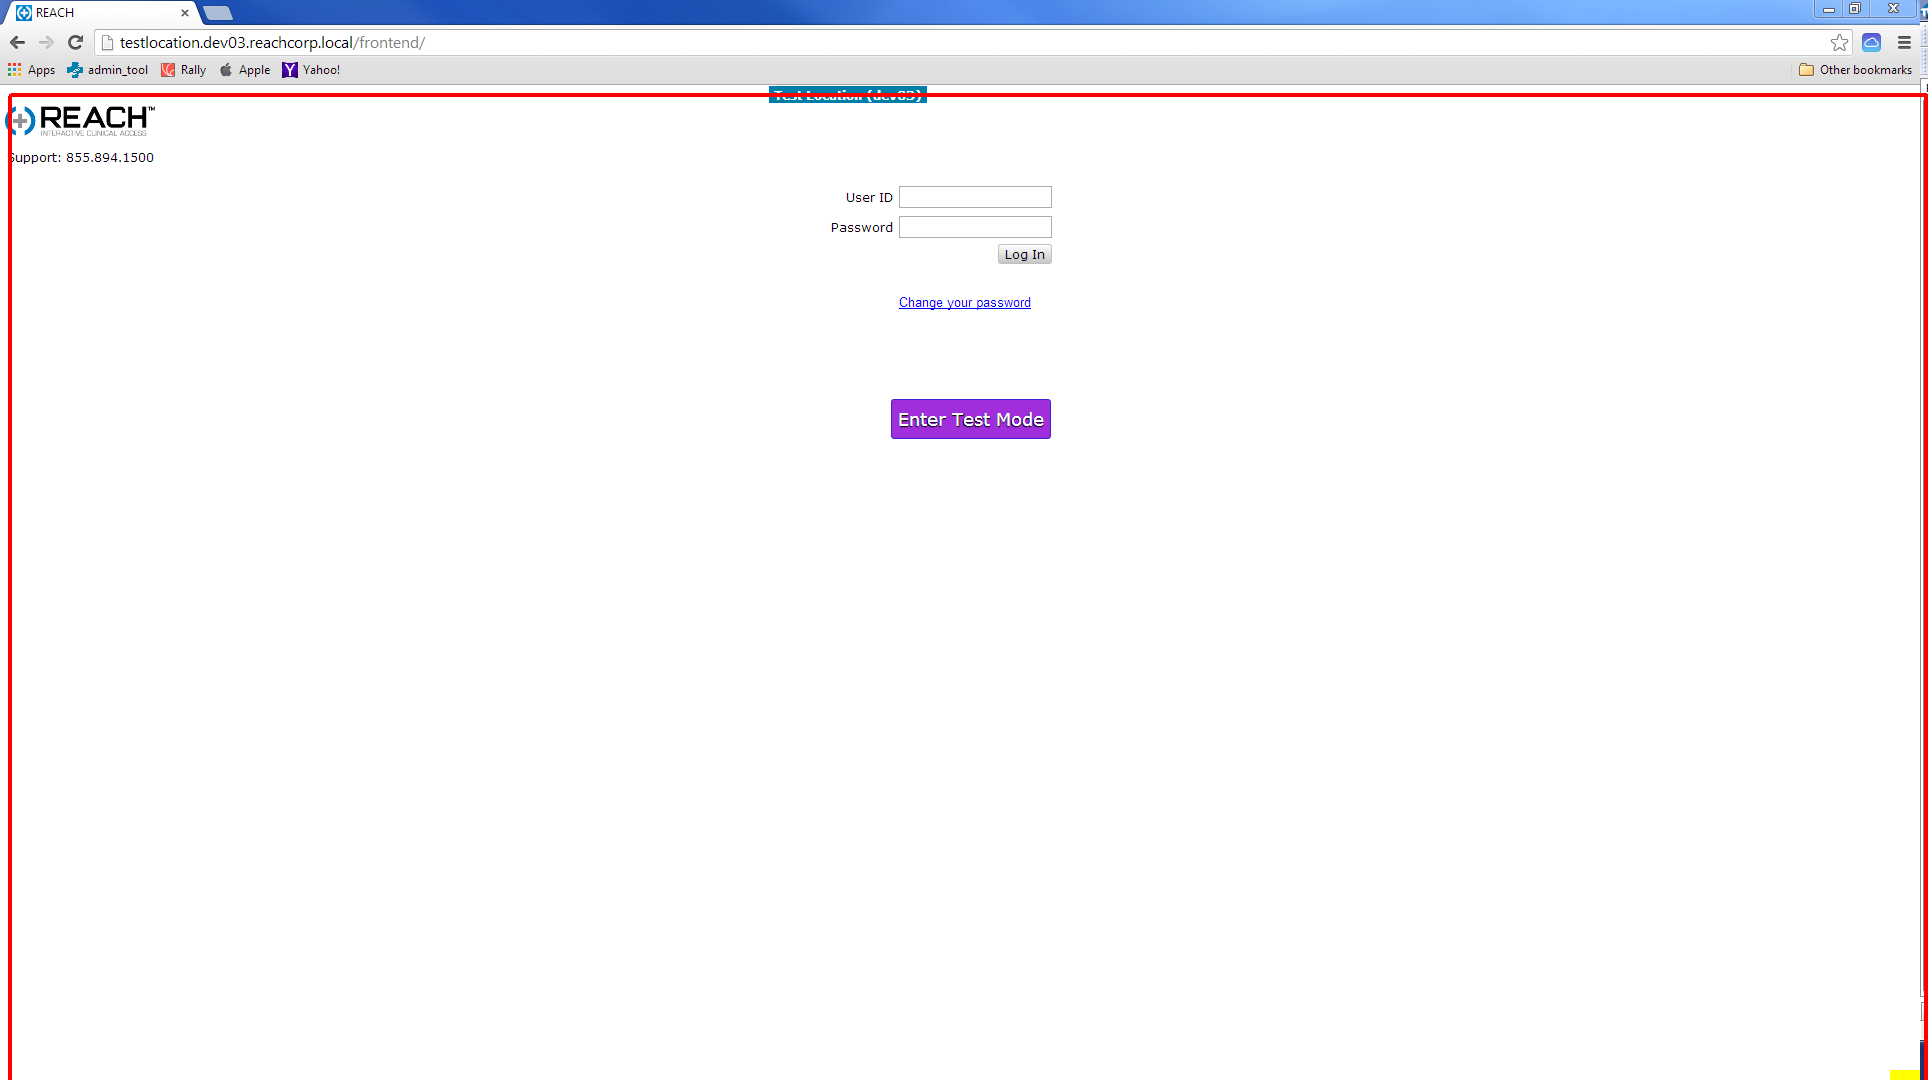 REACH
testlocation.dev03.reachcorp.local/frontend/
Apps admin_tool Rally Apple Yahoo! Other bookmarks
Test Location (dev03)
REACH™
INTERACTIVE CLINICAL ACCESS
Support: 855.894.1500
User ID
Password
Log In
Change your password
Enter Test Mode